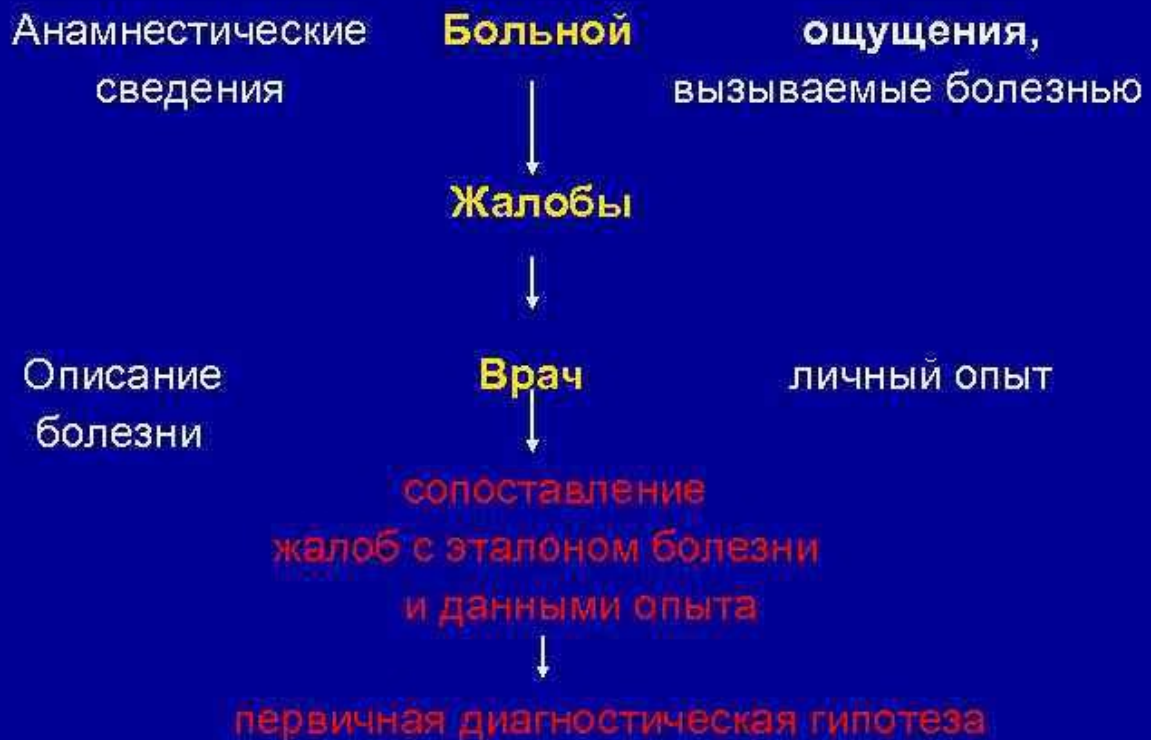 Анамнестические Больной ощущения,
сведения вызываемые болезнью
Жалобы
Описание Врач личный опыт
болезни
сопоставление
жалоб с эталоном болезни
и данными опыта
первичная диагностическая гипотеза